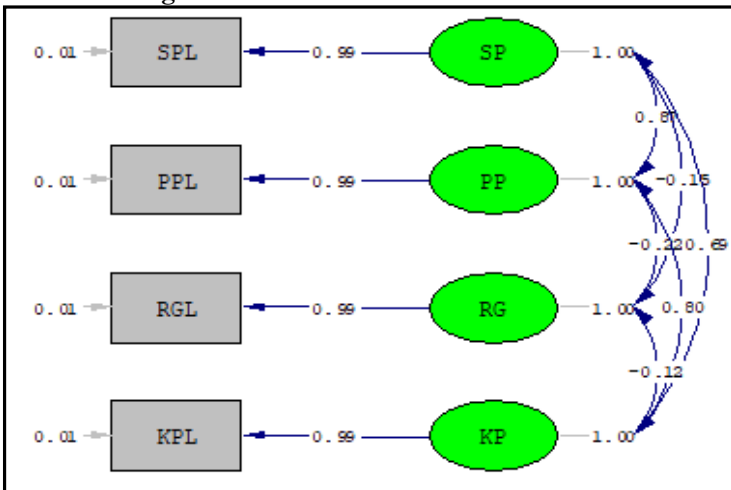 0.01 SPL 0.99 SP 1.00
0.8
-0.15
0.01 PPL 0.99 PP 1.00
-0.22 0.69
0.01 RGL 0.99 RG 1.00
0.80
-0.12
0.01 KPL 0.99 KP 1.00